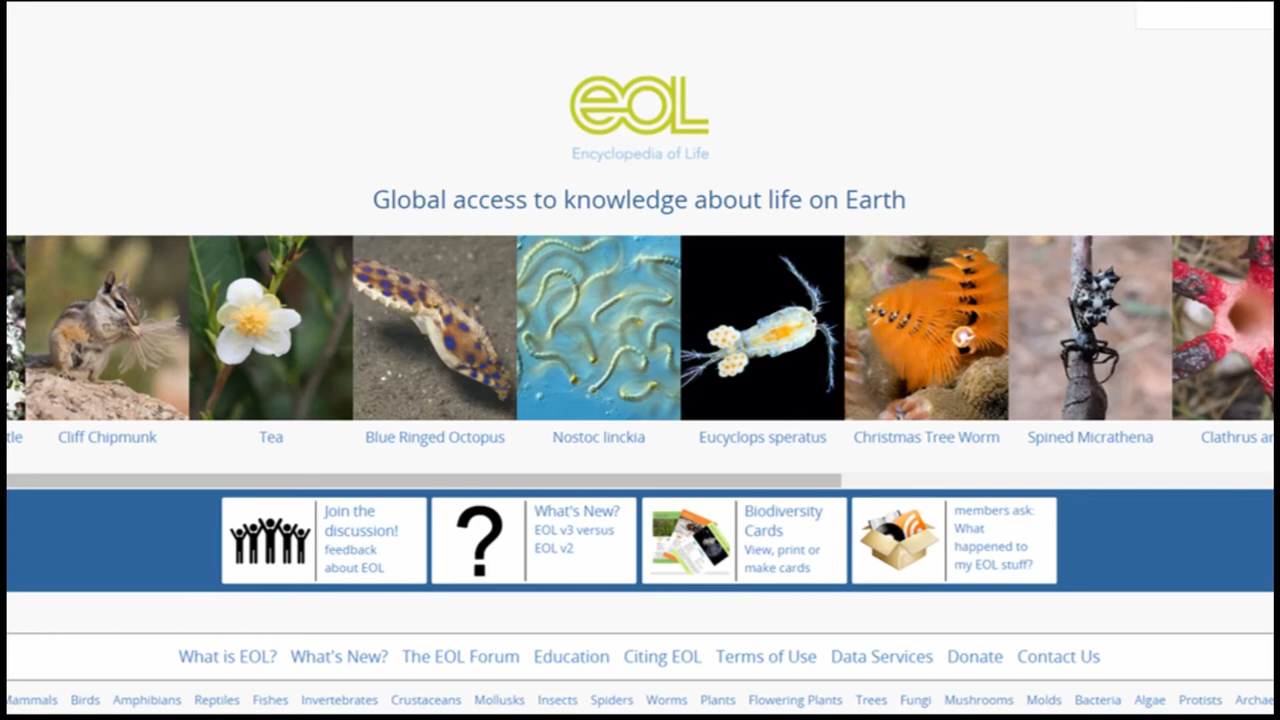 eOL
Encyclopedia of Life
Global access to knowledge about life on Earth
tle
Cliff Chipmunk
Tea
Blue Ringed Octopus
Nostoc linckia
Eucyclops speratus
Christmas Tree Worm
Spined Micrathena
Clathrus ar
Join the
discussion!
feedback
about EOL
What's New?
EOL v3 versus
EOL v2
Biodiversity
Cards
View, print or
make cards
members ask:
What
happened to
my EOL stuff?
What is EOL? What's New? The EOL Forum Education Citing EOL Terms of Use Data Services Donate Contact Us
Mammals Birds Amphibians Reptiles Fishes Invertebrates Crustaceans Mollusks Insects Spiders Worms Plants Flowering Plants Trees Fungi Mushrooms Molds Bacteria Algae Protists Archae